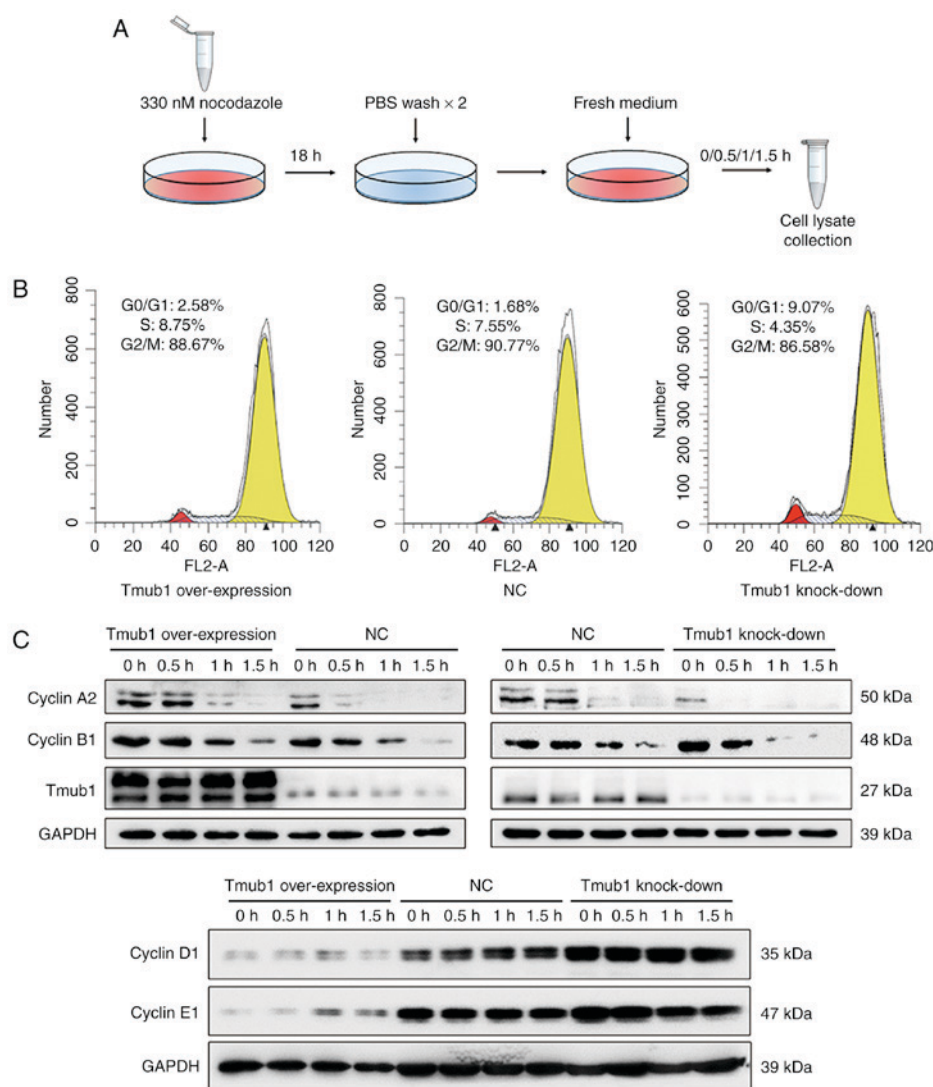 A
330 nM nocodazole
PBS wash × 2
Fresh medium
18 h
0/0.5/1/1.5 h
Cell lysate
collection
B
G0/G1: 2.58%
S: 8.75%
G2/M: 88.67%
Number
0 200 400 600 800
0 20 40 60 80 100 120
FL2-A
Tmub1 over-expression
G0/G1: 1.68%
S: 7.55%
G2/M: 90.77%
Number
0 200 400 600 800
0 20 40 60 80 100 120
FL2-A
NC
G0/G1: 9.07%
S: 4.35%
G2/M: 86.58%
Number
0 100 200 300 400 500 600
0 20 40 60 80 100 120
FL2-A
Tmub1 knock-down
C
Tmub1 over-expression NC
0 h 0.5 h 1 h 1.5 h 0 h 0.5 h 1 h 1.5 h
NC Tmub1 knock-down
0 h 0.5 h 1 h 1.5 h 0 h 0.5 h 1 h 1.5 h
Cyclin A2 50 kDa
Cyclin B1 48 kDa
Tmub1 27 kDa
GAPDH 39 kDa
Tmub1 over-expression NC Tmub1 knock-down
0 h 0.5 h 1 h 1.5 h 0 h 0.5 h 1 h 1.5 h 0 h 0.5 h 1 h 1.5 h
Cyclin D1 35 kDa
Cyclin E1 47 kDa
GAPDH 39 kDa